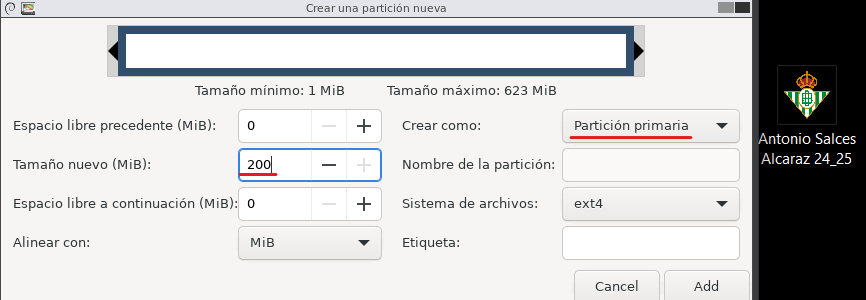 Crear una partición nueva
Tamaño mínimo: 1 MiB Tamaño máximo: 623 MiB
Espacio libre precedente (MiB): 0 Crear como: Partición primaria
Tamaño nuevo (MiB): 200 Nombre de la partición:
Espacio libre a continuación (MiB): 0 Sistema de archivos: ext4
Alinear con: MiB Etiqueta:
Cancel Add
Antonio Salces
Alcaraz 24_25